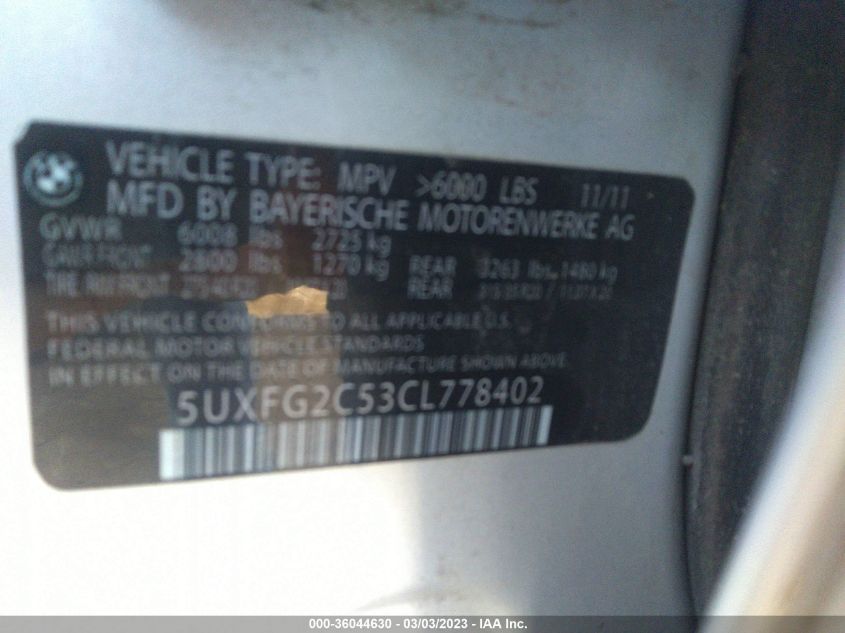 VEHICLE TYPE: MPV >6000 LBS 11/11
MFD BY BAYERISCHE MOTORENWERKE AG
GVWR 6008 lbs 2725 kg
GAWR FRONT 2800 lbs 1270 kg REAR 3263 lbs 1480 kg
TIRE RIM FRONT REAR
THIS VEHICLE CONFORMS TO ALL APPLICABLE U.S.
FEDERAL MOTOR VEHICLE STANDARDS
IN EFFECT ON DATE OF MANUFACTURE SHOWN ABOVE.
5UXFG2C53CL778402
000-36044630 - 03/03/2023 - IAA Inc.